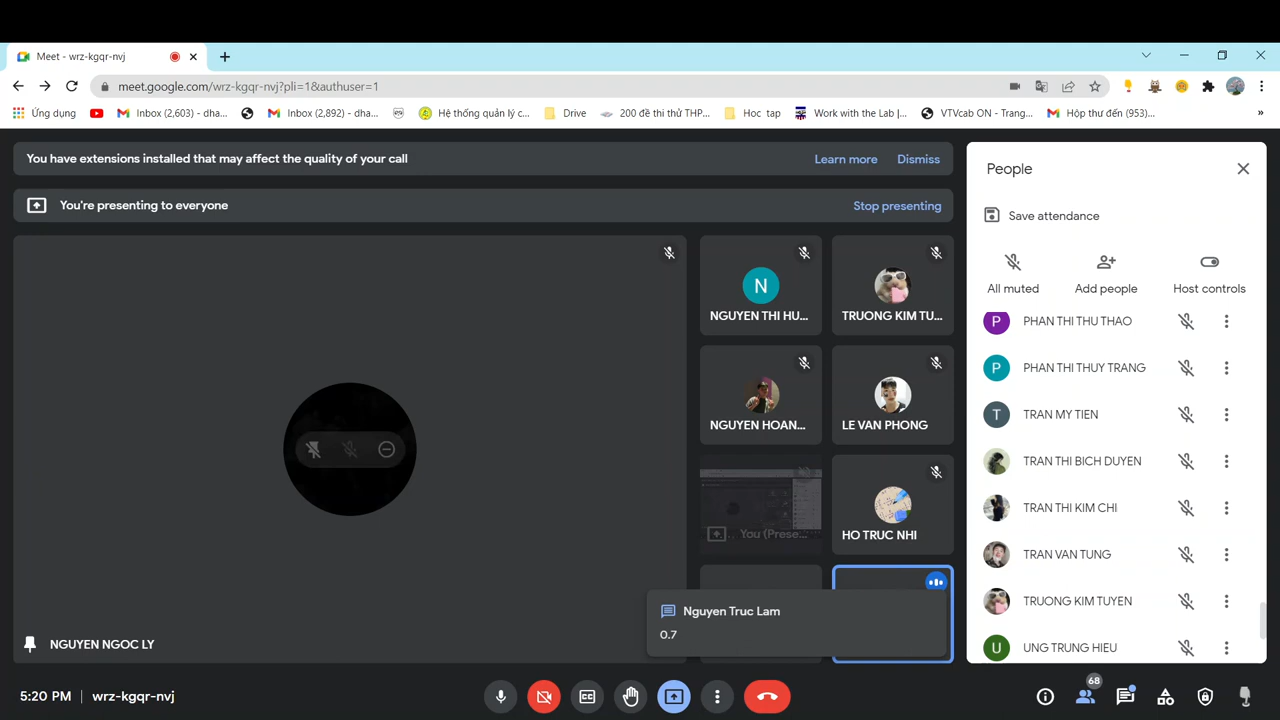 Meet - wrz-kgqr-nvj
meet.google.com/wrz-kgqr-nvj?pli=1&authuser=1
Ứng dụng
Inbox (2,603) - dha...
Inbox (2,892) - dha...
Hệ thống quản lý c...
Drive
200 đề thi thử THP...
Hoc tap
Work with the Lab |...
VTVcab ON - Trang...
Hộp thư đến (953)...
»
You have extensions installed that may affect the quality of your call
Learn more
Dismiss
You're presenting to everyone
Stop presenting
NGUYEN NGOC LY
N
NGUYEN THI HU...
TRUONG KIM TU...
NGUYEN HOAN...
LE VAN PHONG
You (Prese...
HO TRUC NHI
Nguyen Truc Lam
0.7
People
Save attendance
All muted
Add people
Host controls
P
PHAN THI THU THAO
P
PHAN THI THUY TRANG
T
TRAN MY TIEN
TRAN THI BICH DUYEN
TRAN THI KIM CHI
TRAN VAN TUNG
TRUONG KIM TUYEN
U
UNG TRUNG HIEU
5:20 PM
wrz-kgqr-nvj
68